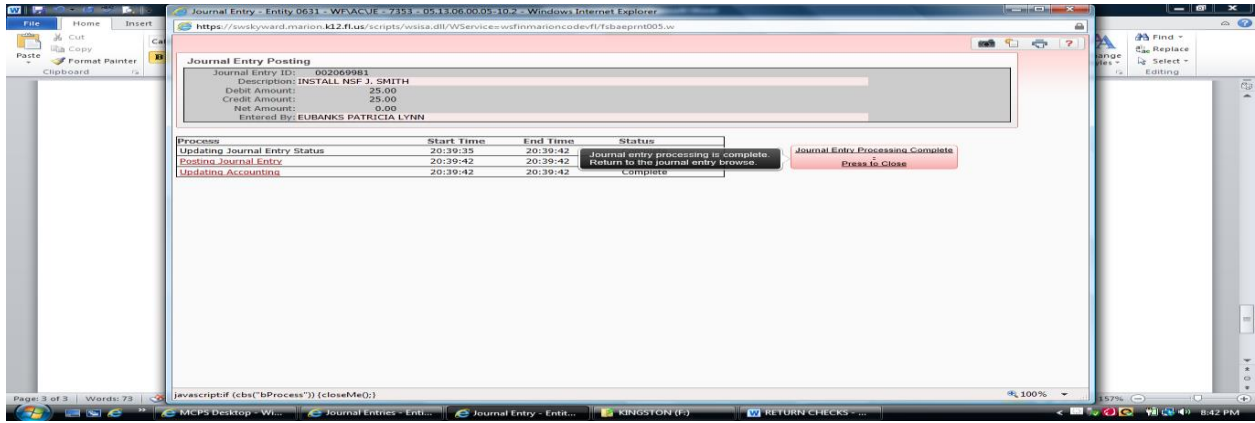 Journal Entry - Entity 0631 - WF\AC\JE - 7353 - 05.13.06.00.05-10.2 - Windows Internet Explorer
File Home Insert
https://swskyward.marion.k12.fl.us/scripts/wsisa.dll/WService=wsfinmarioncodevfl/fsbaeprnt005.w
Cut
Copy
Paste
Format Painter
Clipboard
Cal
B
Find
Replace
Select
Editing
Journal Entry Posting
Journal Entry ID: 002069981
Description: INSTALL NSF J. SMITH
Debit Amount: 25.00
Credit Amount: 25.00
Net Amount: 0.00
Entered By: EUBANKS PATRICIA LYNN
Process Start Time End Time Status
Updating Journal Entry Status 20:39:35 20:39:42
Posting Journal Entry 20:39:42 20:39:42
Updating Accounting 20:39:42 20:39:42 Complete
Journal entry processing is complete.
Return to the journal entry browse.
Journal Entry Processing Complete
-
Press to Close
javascript:if (cbs("bProcess")) {closeMe();}
100%
Page: 3 of 3 Words: 73
157%
MCPS Desktop - Wi... Journal Entries - Enti... Journal Entry - Entit... KINGSTON (F:) RETURN CHECKS - ... 8:42 PM